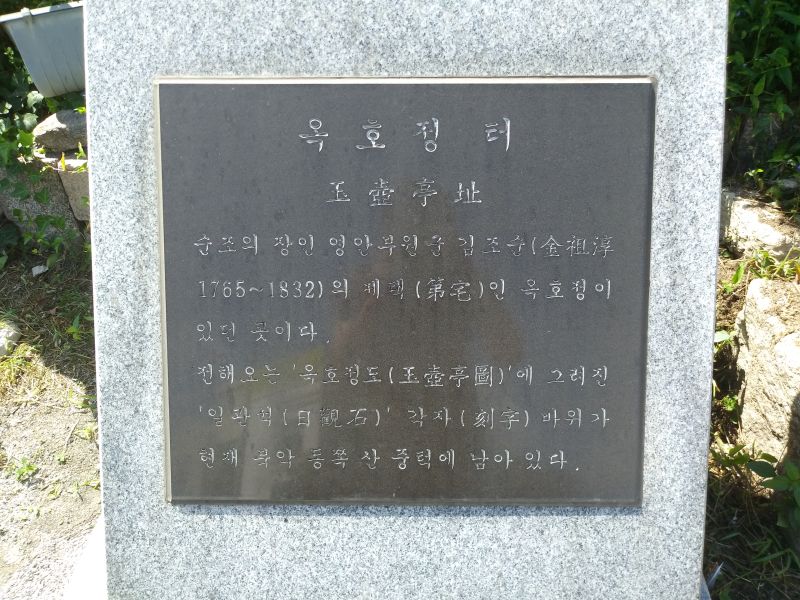 옥호정 터
玉壺亭址
순조의 장인 영안부원군 김조순(金祖淳
1765~1832)의 제택(第宅)인 옥호정이
있던 곳이다.
전해오는 '옥호정도(玉壺亭圖)'에 그려진
'일관석(日觀石)' 각자(刻字) 바위가
현재 북악 동쪽 산 중턱에 남아 있다.